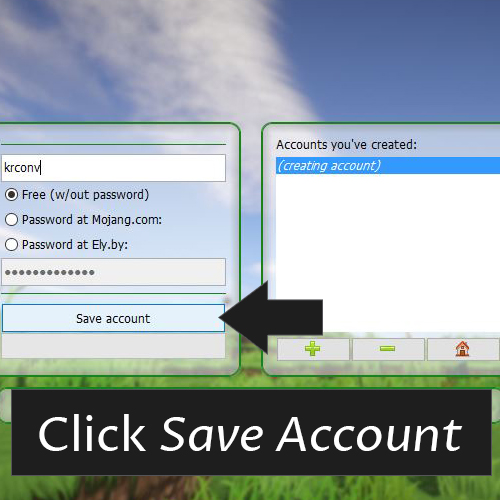 krconv
Free (w/out password)
Password at Mojang.com:
Password at Ely.by:
Save account
Accounts you've created:
(creating account)
Click Save Account